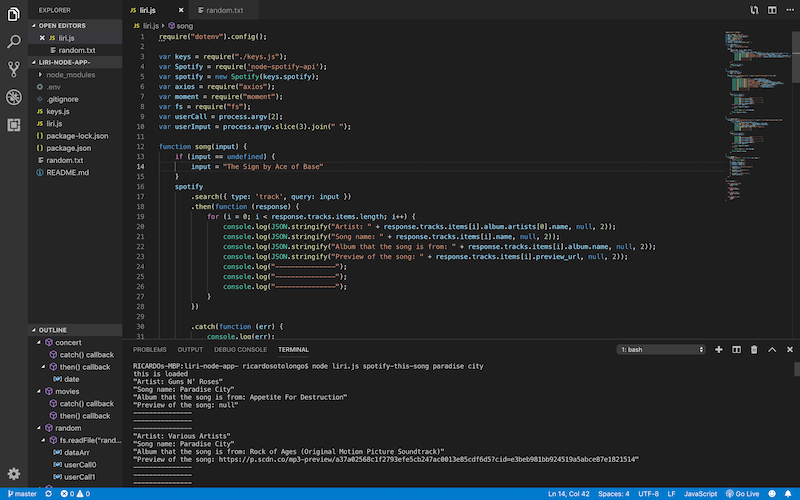 EXPLORER
OPEN EDITORS
liri.js
random.txt
LIRI-NODE-APP-
node_modules
.env
.gitignore
keys.js
liri.js
package-lock.json
package.json
random.txt
README.md
OUTLINE
concert
catch() callback
then() callback
date
movies
catch() callback
then() callback
random
fs.readFile("rand...
dataArr
userCall0
userCall1
liri.js
random.txt
liri.js > song
1 require("dotenv").config();
2
3 var keys = require("./keys.js");
4 var Spotify = require('node-spotify-api');
5 var spotify = new Spotify(keys.spotify);
6 var axios = require("axios");
7 var moment = require("moment");
8 var fs = require("fs");
9 var userCall = process.argv[2];
10 var userInput = process.argv.slice(3).join(" ");
11
12 function song(input) {
13 if (input == undefined) {
14 input = "The Sign by Ace of Base"
15 }
16 spotify
17 .search({ type: 'track', query: input })
18 .then(function (response) {
19 for (i = 0; i < response.tracks.items.length; i++) {
20 console.log(JSON.stringify("Artist: " + response.tracks.items[i].album.artists[0].name, null, 2));
21 console.log(JSON.stringify("Song name: " + response.tracks.items[i].name, null, 2));
22 console.log(JSON.stringify("Album that the song is from: " + response.tracks.items[i].album.name, null, 2));
23 console.log(JSON.stringify("Preview of the song: " + response.tracks.items[i].preview_url, null, 2));
24 console.log("---------------");
25 console.log("---------------");
26 console.log("---------------");
27 }
28 })
29
30 .catch(function (err) {
31 console.log(err);
PROBLEMS OUTPUT DEBUG CONSOLE TERMINAL 1: bash
RICARDOs-MBP:liri-node-app- ricardosotolongo$ node liri.js spotify-this-song paradise city
this is loaded
"Artist: Guns N' Roses"
"Song name: Paradise City"
"Album that the song is from: Appetite For Destruction"
"Preview of the song: null"
---------------
---------------
---------------
"Artist: Various Artists"
"Song name: Paradise City"
"Album that the song is from: Rock of Ages (Original Motion Picture Soundtrack)"
"Preview of the song: https://p.scdn.co/mp3-preview/a37a02568c1f2793efe5cb247ac0013e85cdf6d5?cid=e3beb981bb924519a5abce87e1821514"
---------------
---------------
---------------
master 0 0 Ln 14, Col 42 Spaces: 4 UTF-8 LF JavaScript Go Live